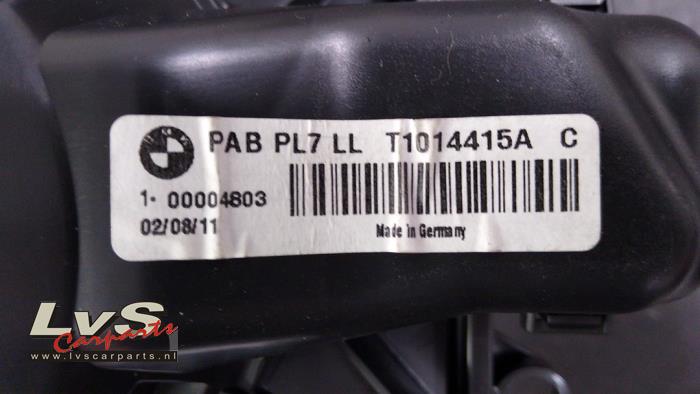 PAB PL7 LL T1014415A C
1- 00004803
02/08/11
Made in Germany
LvS
Carparts
www.lvscarparts.nl